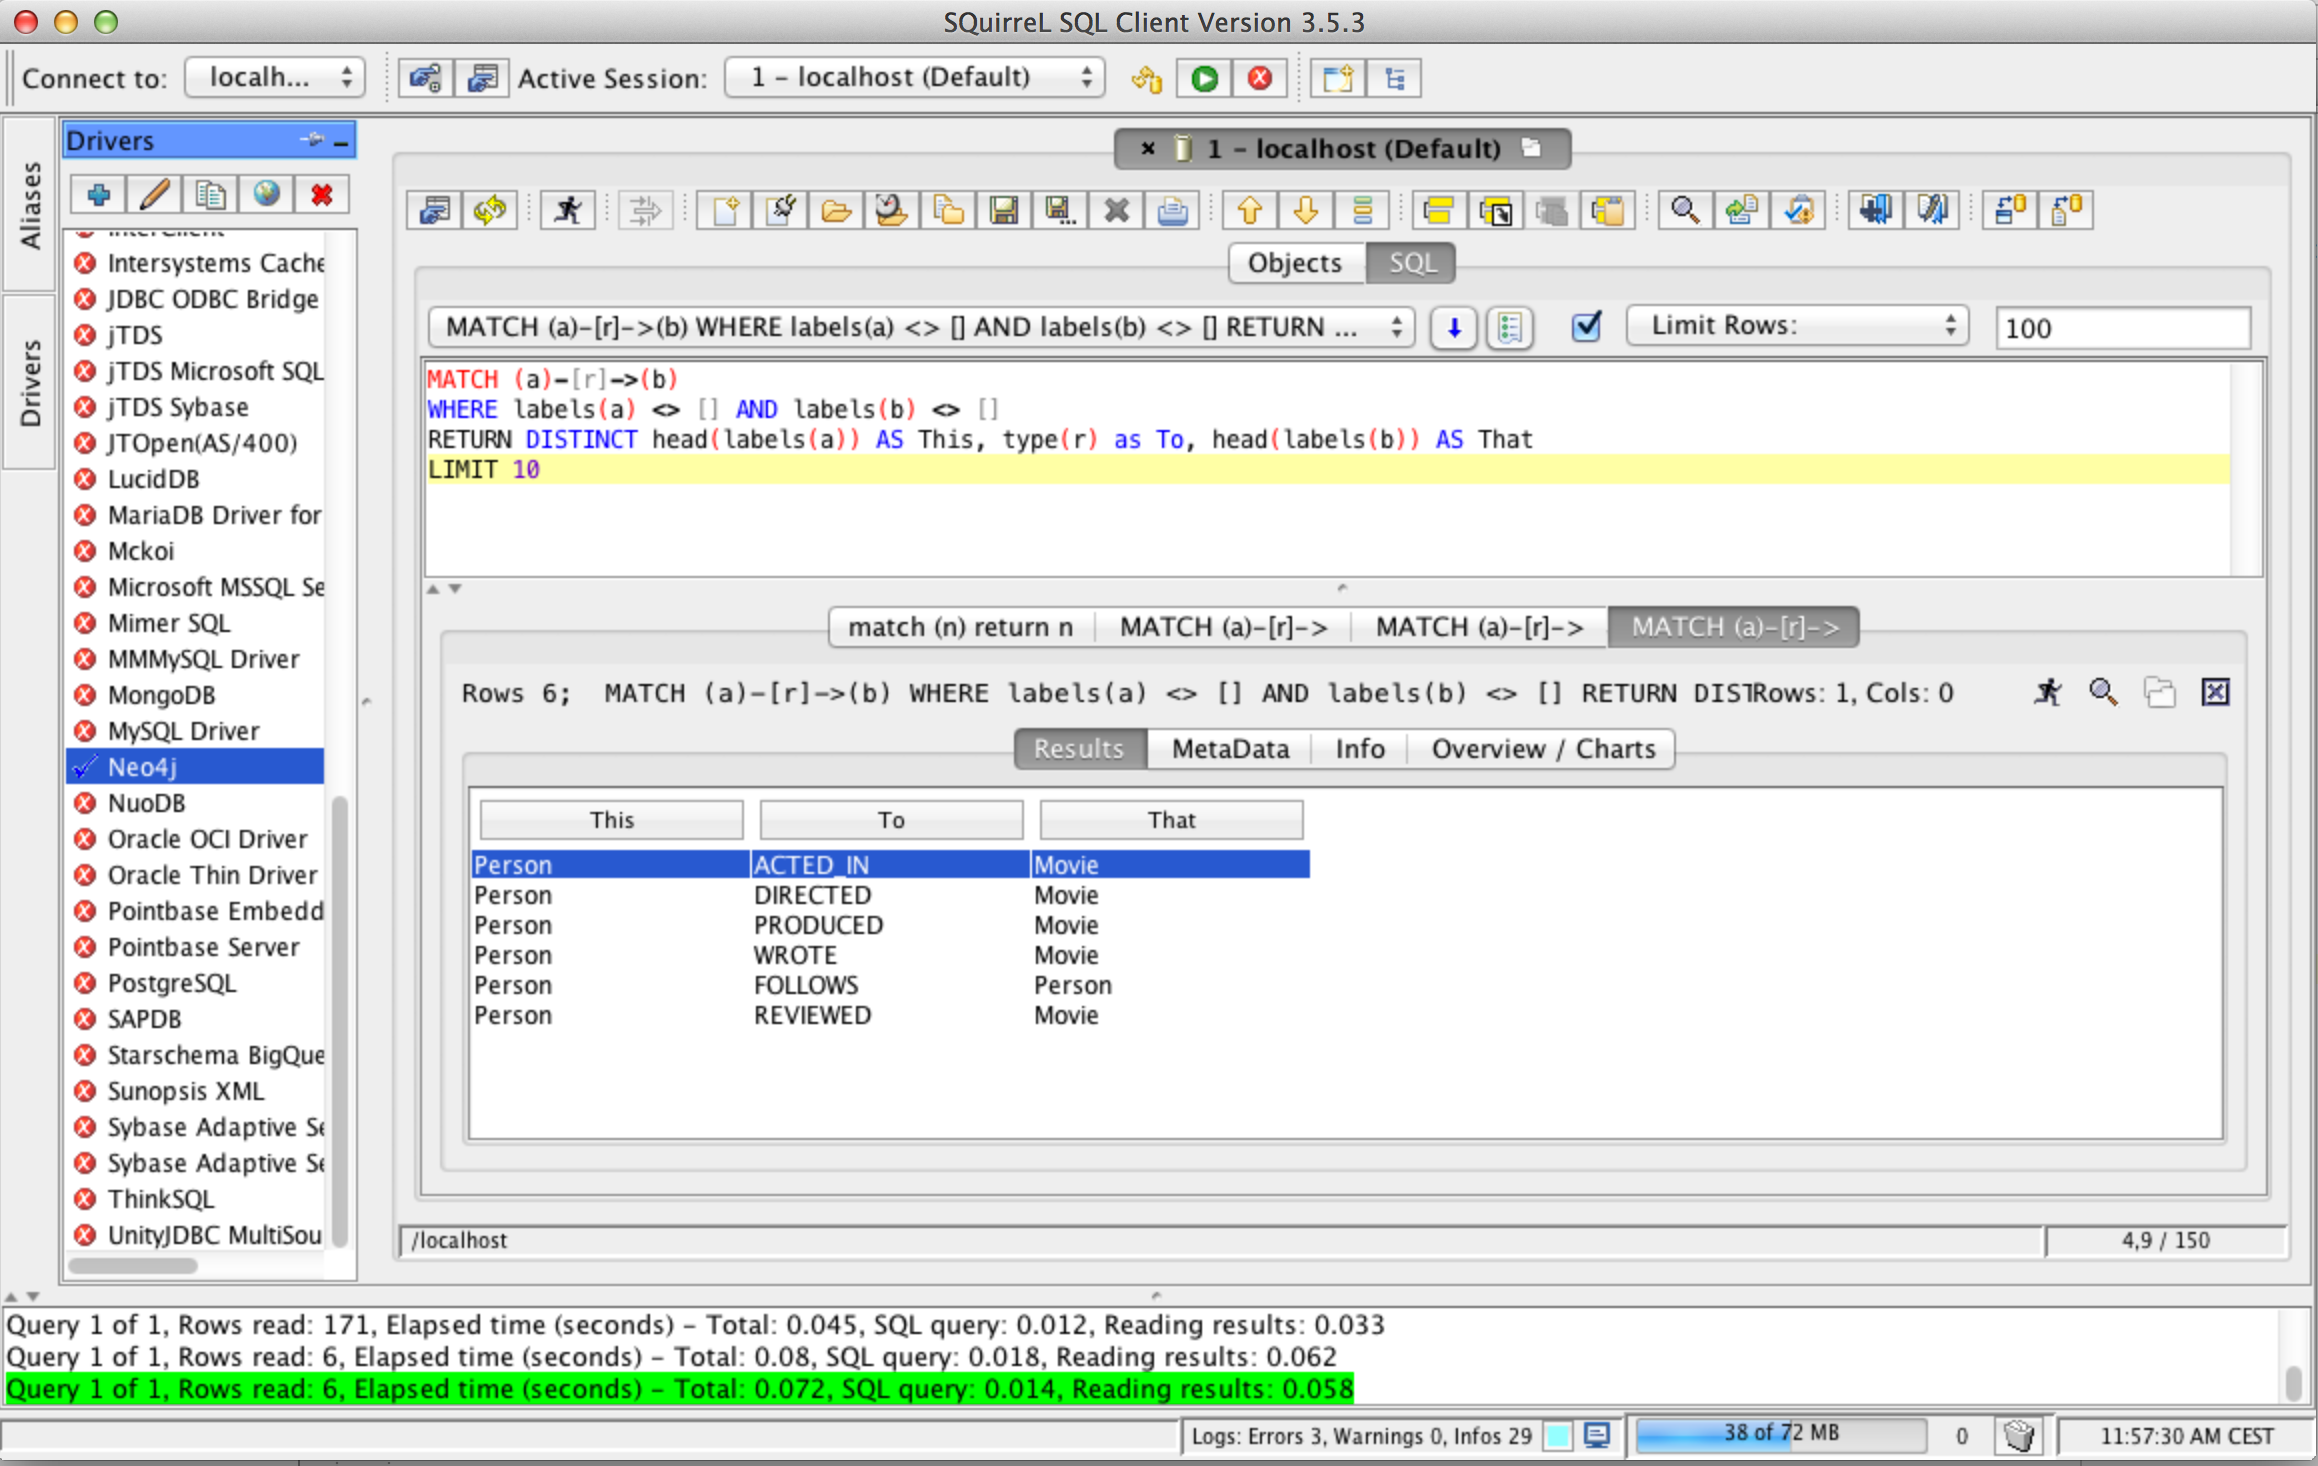 SQuirreL SQL Client Version 3.5.3
Connect to: localh... Active Session: 1 – localhost (Default)
Aliases
Drivers
Drivers
Intersystems Cache
JDBC ODBC Bridge
jTDS
jTDS Microsoft SQL
jTDS Sybase
JTOpen(AS/400)
LucidDB
MariaDB Driver for
Mckoi
Microsoft MSSQL Se
Mimer SQL
MMMySQL Driver
MongoDB
MySQL Driver
Neo4j
NuoDB
Oracle OCI Driver
Oracle Thin Driver
Pointbase Embedd
Pointbase Server
PostgreSQL
SAPDB
Starschema BigQue
Sunopsis XML
Sybase Adaptive Se
Sybase Adaptive Se
ThinkSQL
UnityJDBC MultiSou
1 – localhost (Default)
Objects SQL
MATCH (a)-[r]->(b) WHERE labels(a) <> [] AND labels(b) <> [] RETURN ... Limit Rows: 100
MATCH (a)-[r]->(b)
WHERE labels(a) <> [] AND labels(b) <> []
RETURN DISTINCT head(labels(a)) AS This, type(r) as To, head(labels(b)) AS That
LIMIT 10
match (n) return n MATCH (a)-[r]-> MATCH (a)-[r]-> MATCH (a)-[r]->
Rows 6; MATCH (a)-[r]->(b) WHERE labels(a) <> [] AND labels(b) <> [] RETURN DIST Rows: 1, Cols: 0
Results MetaData Info Overview / Charts
This To That
Person ACTED_IN Movie
Person DIRECTED Movie
Person PRODUCED Movie
Person WROTE Movie
Person FOLLOWS Person
Person REVIEWED Movie
/localhost 4,9 / 150
Query 1 of 1, Rows read: 171, Elapsed time (seconds) – Total: 0.045, SQL query: 0.012, Reading results: 0.033
Query 1 of 1, Rows read: 6, Elapsed time (seconds) – Total: 0.08, SQL query: 0.018, Reading results: 0.062
Query 1 of 1, Rows read: 6, Elapsed time (seconds) – Total: 0.072, SQL query: 0.014, Reading results: 0.058
Logs: Errors 3, Warnings 0, Infos 29 38 of 72 MB 0 11:57:30 AM CEST